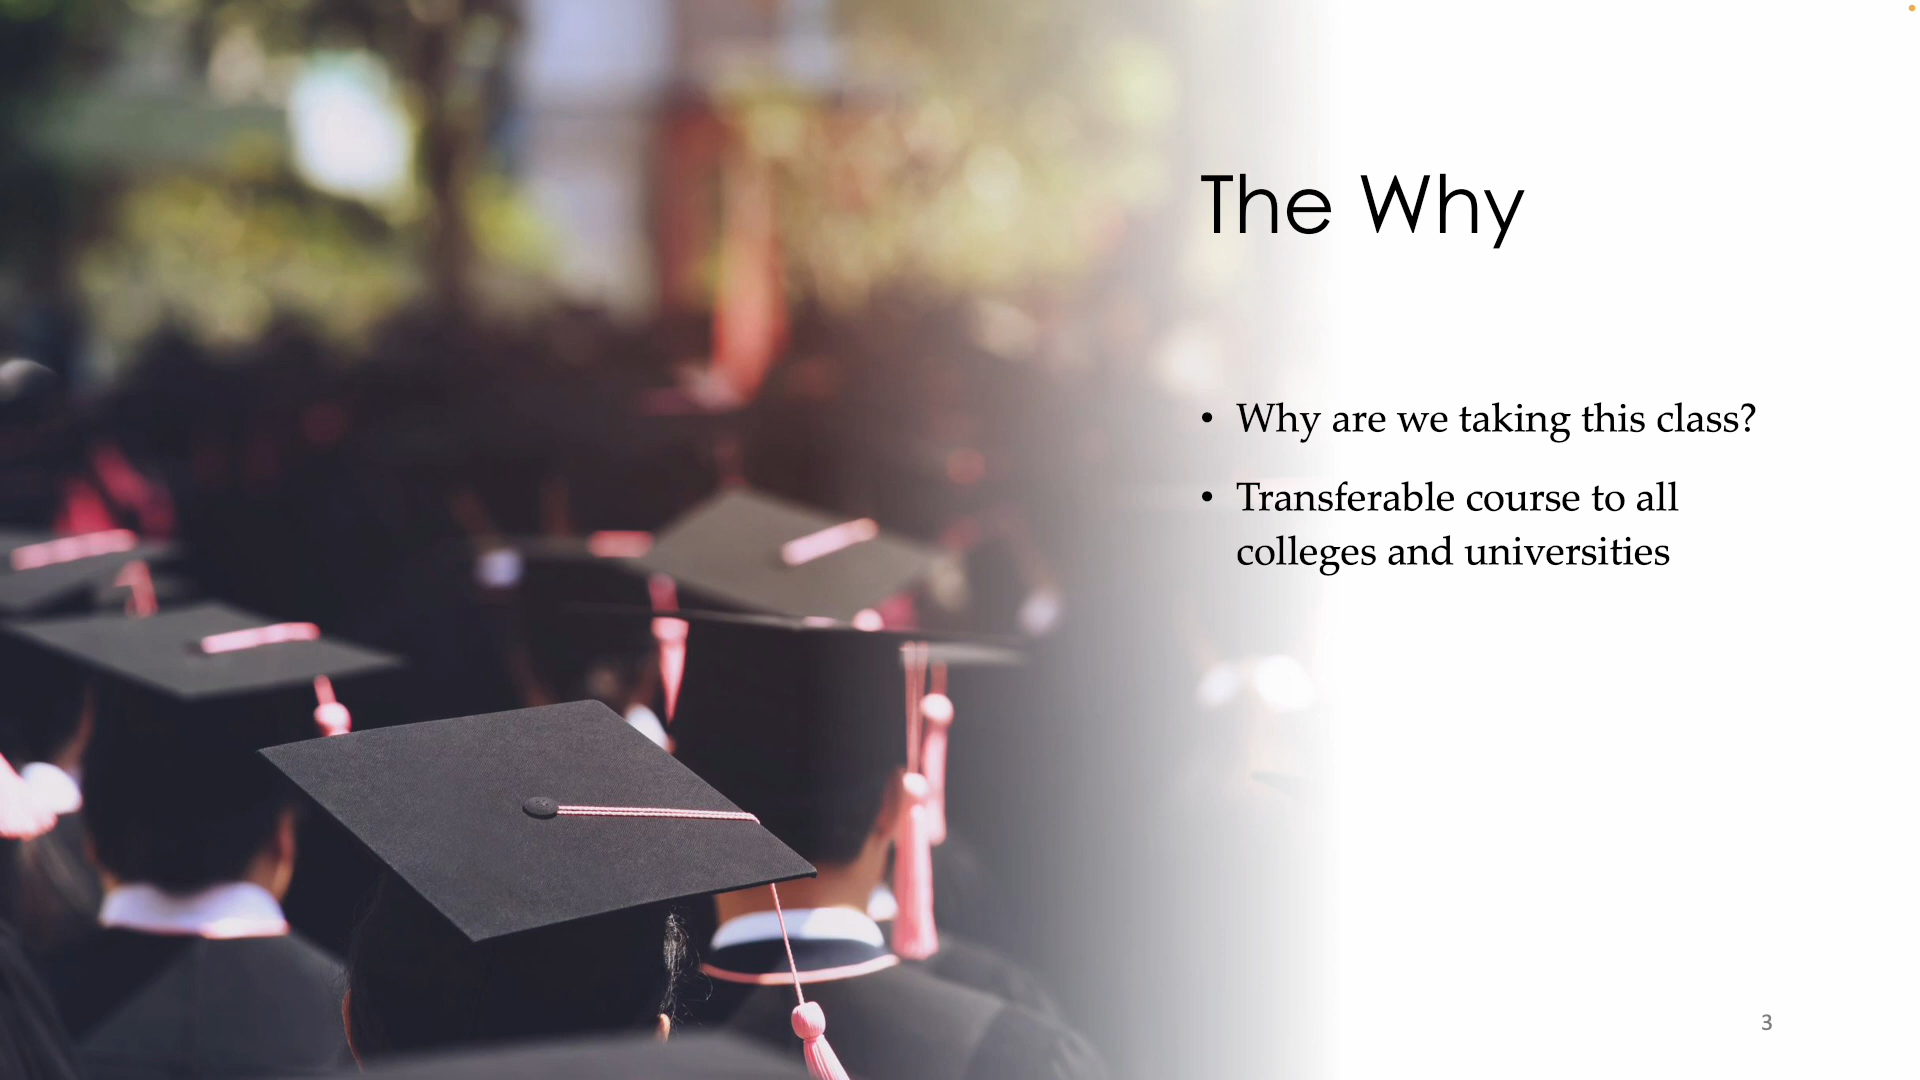 The Why
• Why are we taking this class?
• Transferable course to all
colleges and universities
3